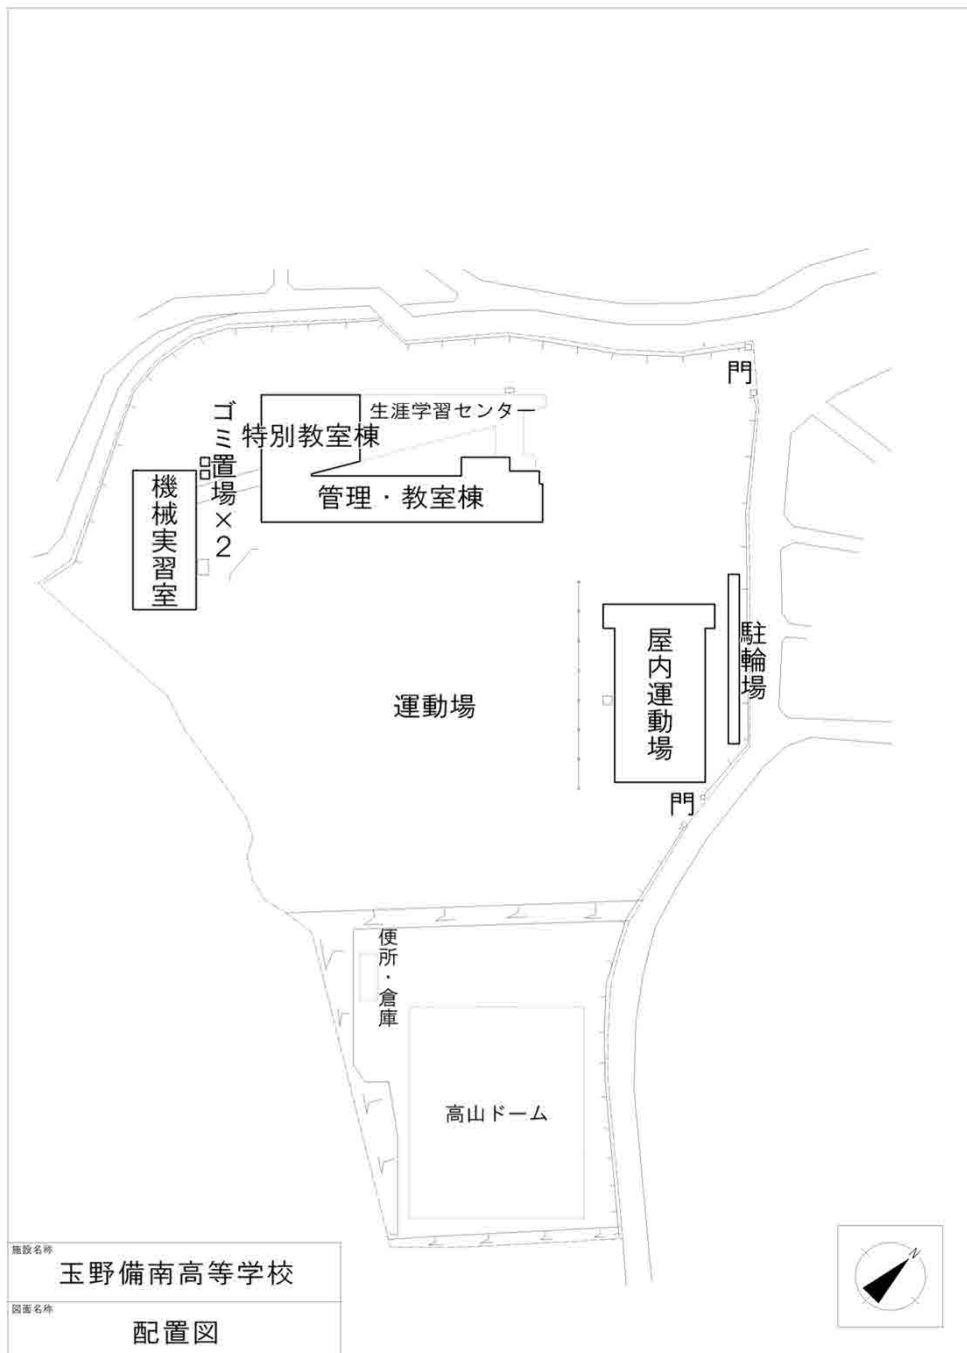 門
生涯学習センター
特別教室棟
ゴミ置場×2
管理・教室棟
機械実習室
屋内運動場
駐輪場
運動場
門
便所・倉庫
高山ドーム
N
施設名称
玉野備南高等学校
図面名称
配置図